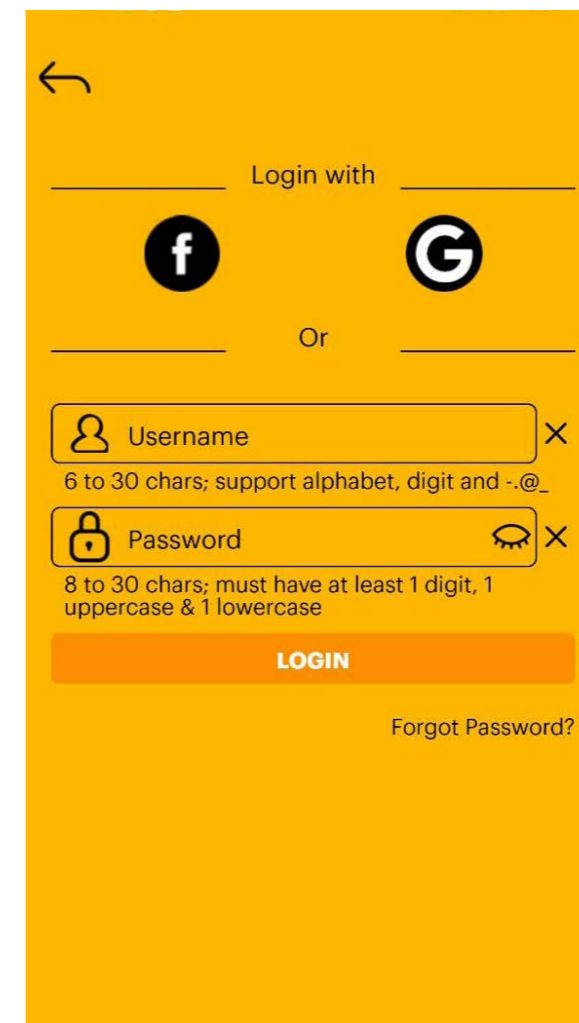 Login with
f
G
Or
Username
6 to 30 chars; support alphabet, digit and -.@_
Password
8 to 30 chars; must have at least 1 digit, 1
uppercase & 1 lowercase
LOGIN
Forgot Password?